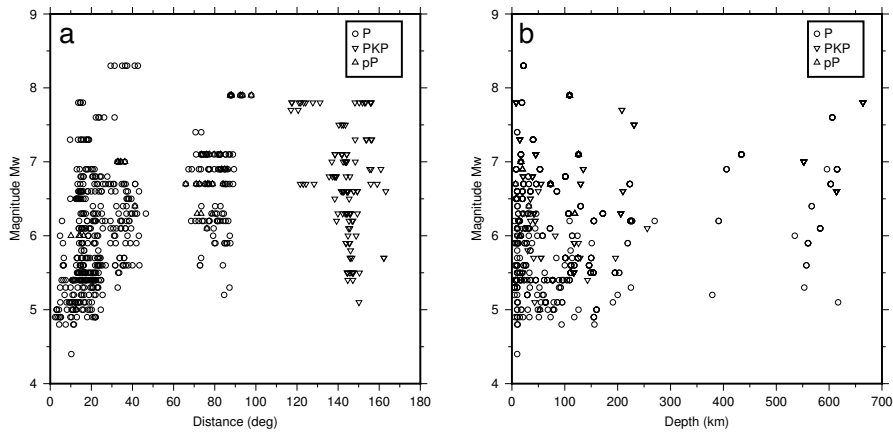 a
P
PKP
pP
Magnitude Mw
9
8
7
6
5
4
0 20 40 60 80 100 120 140 160 180
Distance (deg)
b
P
PKP
pP
Magnitude Mw
9
8
7
6
5
4
0 100 200 300 400 500 600 700
Depth (km)